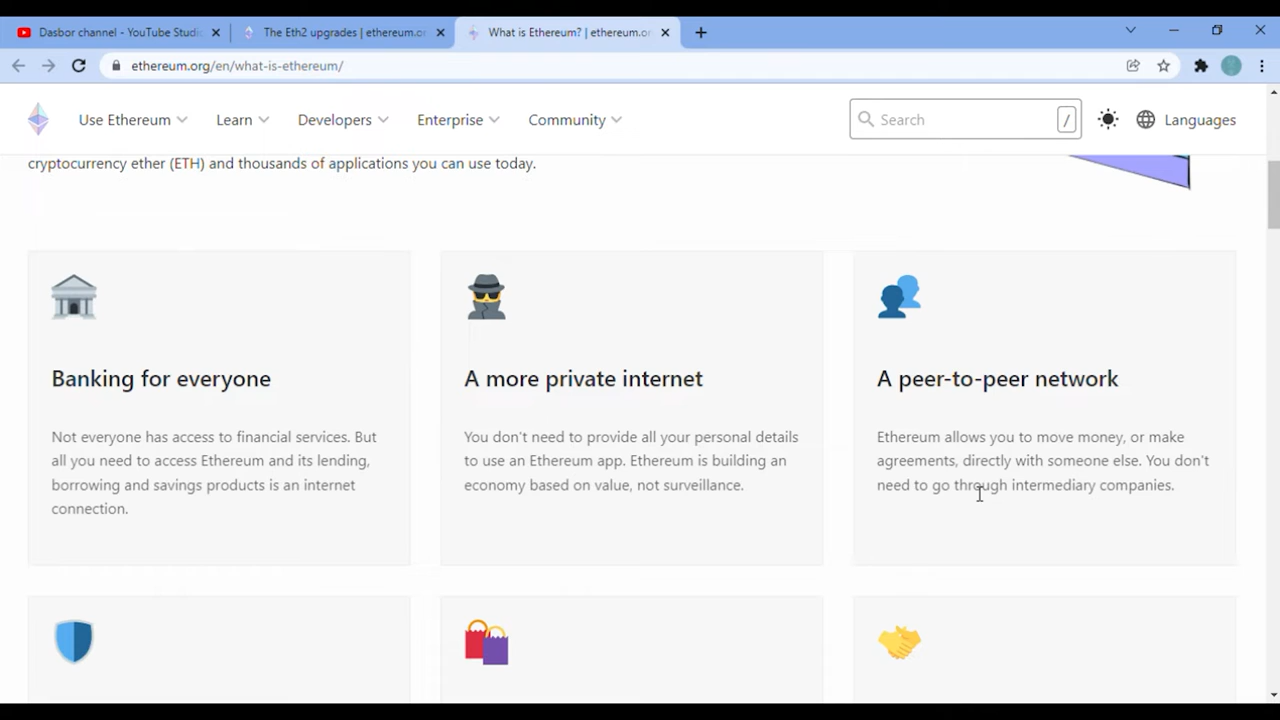 Dasbor channel - YouTube Studi
The Eth2 upgrades | ethereum.or
What is Ethereum? | ethereum.or
ethereum.org/en/what-is-ethereum/
Use Ethereum
Learn
Developers
Enterprise
Community
Search
/
Languages
cryptocurrency ether (ETH) and thousands of applications you can use today.
Banking for everyone
Not everyone has access to financial services. But
all you need to access Ethereum and its lending,
borrowing and savings products is an internet
connection.
A more private internet
You don't need to provide all your personal details
to use an Ethereum app. Ethereum is building an
economy based on value, not surveillance.
A peer-to-peer network
Ethereum allows you to move money, or make
agreements, directly with someone else. You don't
need to go through intermediary companies.